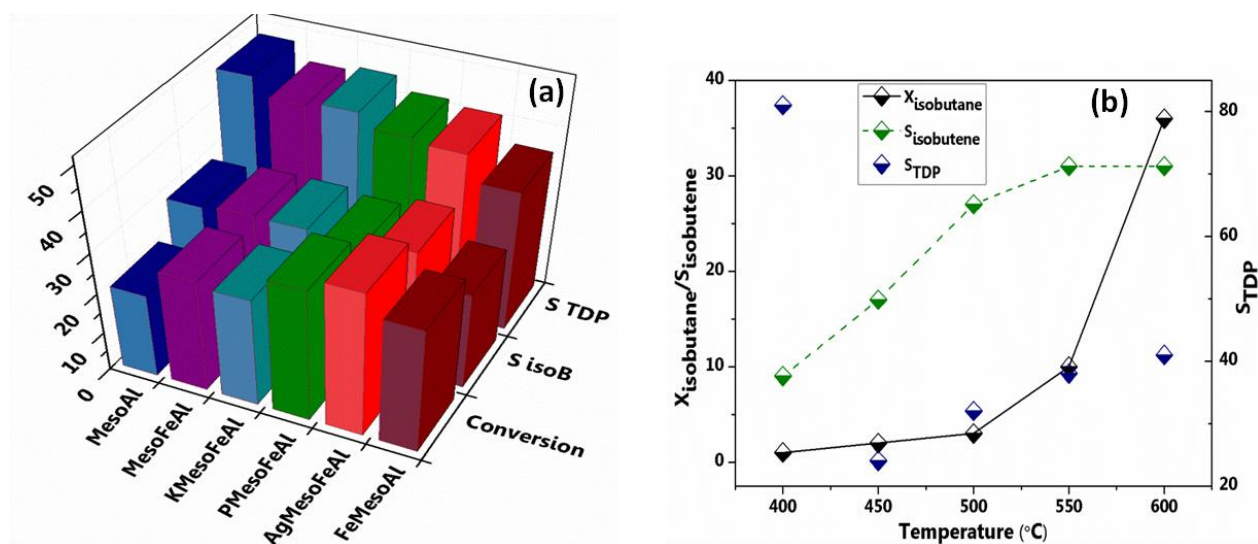 (a)
50
40
30
20
10
0
MesoAl
MesoFeAl
KMesoFeAl
PMesoFeAl
AgMesoFeAl
FeMesoAl
Conversion
S isoB
S TDP
(b)
Xisobutane
Sisobutene
STDP
Xisobutane/Sisobutene
40
30
20
10
0
STDP
80
60
40
20
400 450 500 550 600
Temperature (°C)